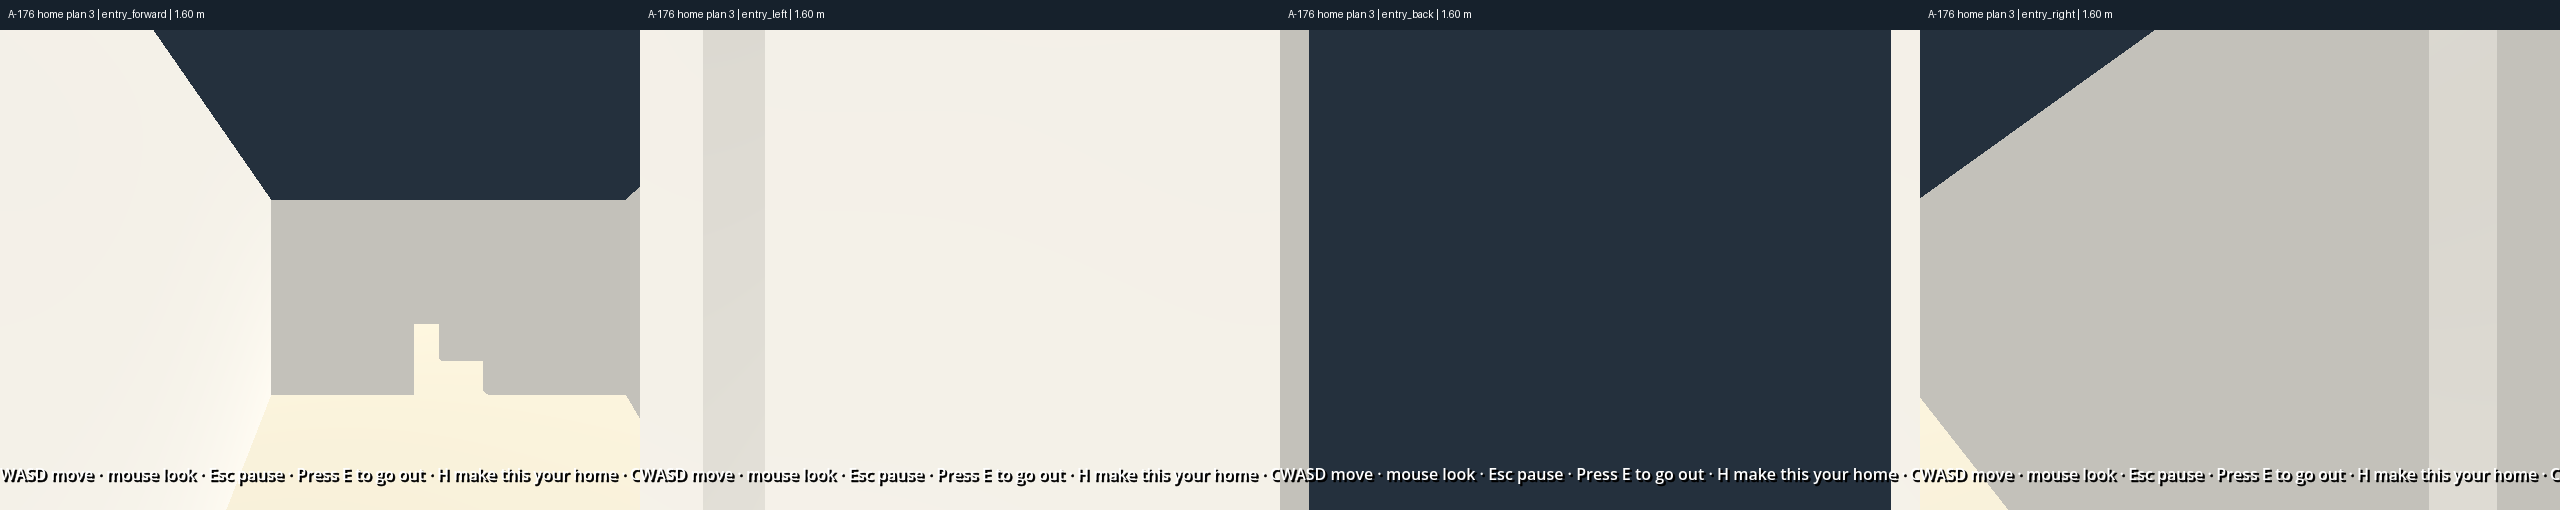 A-176 home plan 3 | entry_forward | 1.60 m
A-176 home plan 3 | entry_left | 1.60 m
A-176 home plan 3 | entry_back | 1.60 m
A-176 home plan 3 | entry_right | 1.60 m
WASD move · mouse look · Esc pause · Press E to go out · H make this your home · C
WASD move · mouse look · Esc pause · Press E to go out · H make this your home · C
WASD move · mouse look · Esc pause · Press E to go out · H make this your home · C
WASD move · mouse look · Esc pause · Press E to go out · H make this your home · C